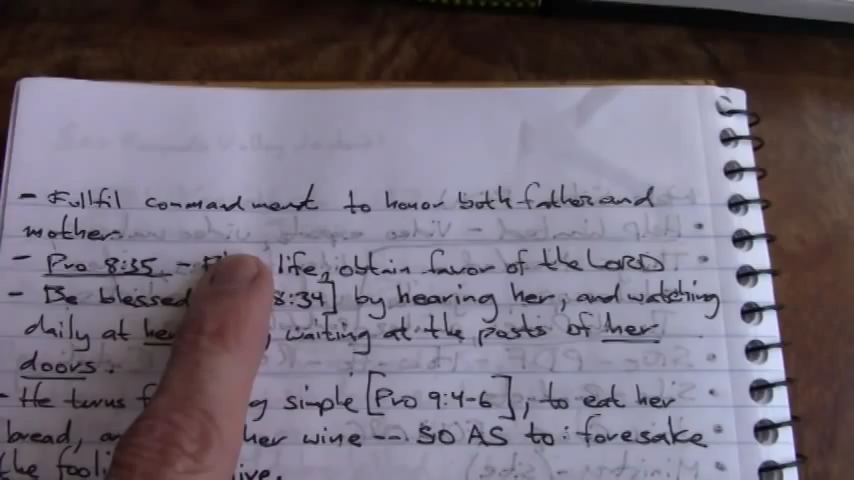 - Fullfil commandment to honor both father and
mother.
- Pro 8:35 - life, obtain favor of the LORD.
- Be blessed 8:34] by hearing her, and watching
daily at her , waiting at the posts of her
doors.
- He turns simple [Pro 9:4-6], to eat her
bread, her wine -- SO AS to: foresake
the